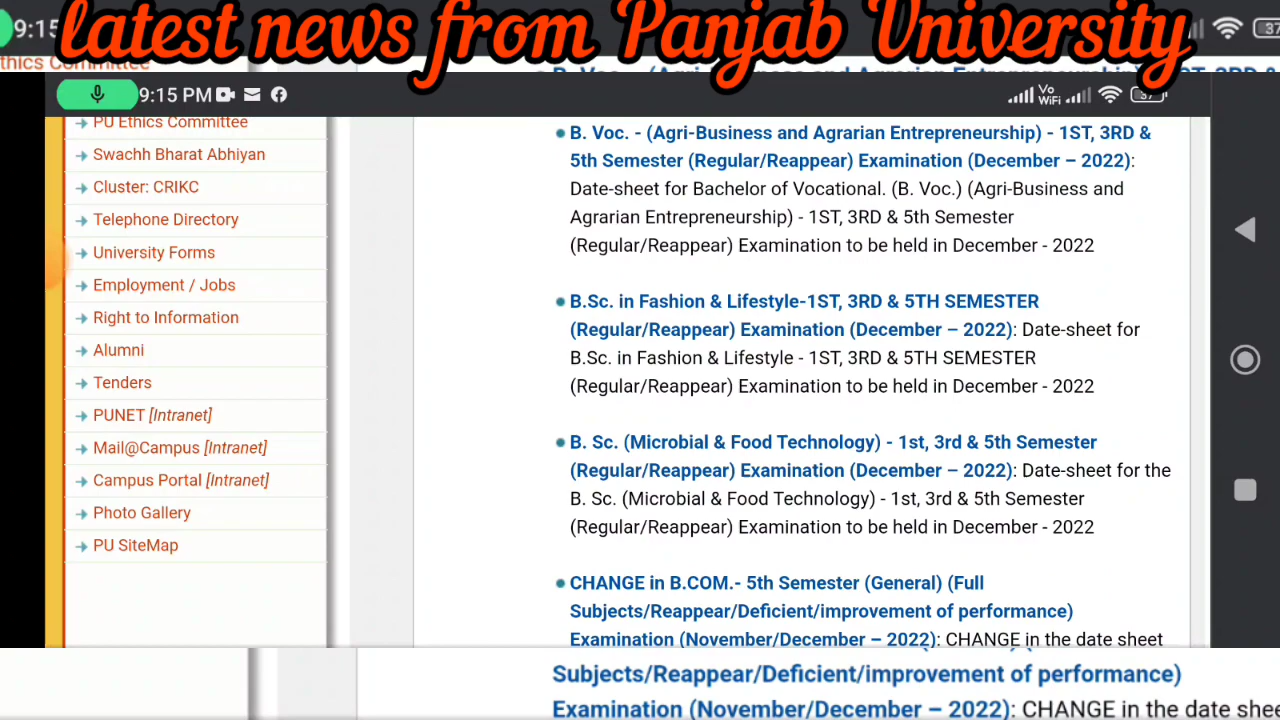 latest news from Panjab University
9:15
37
thics Committee
9:15 PM
Vo
WiFi
37
PU Ethics Committee
Swachh Bharat Abhiyan
Cluster: CRIKC
Telephone Directory
University Forms
Employment / Jobs
Right to Information
Alumni
Tenders
PUNET [Intranet]
Mail@Campus [Intranet]
Campus Portal [Intranet]
Photo Gallery
PU SiteMap
B. Voc. - (Agri-Business and Agrarian Entrepreneurship) - 1ST, 3RD &
5th Semester (Regular/Reappear) Examination (December – 2022):
Date-sheet for Bachelor of Vocational. (B. Voc.) (Agri-Business and
Agrarian Entrepreneurship) - 1ST, 3RD & 5th Semester
(Regular/Reappear) Examination to be held in December - 2022
B.Sc. in Fashion & Lifestyle-1ST, 3RD & 5TH SEMESTER
(Regular/Reappear) Examination (December – 2022): Date-sheet for
B.Sc. in Fashion & Lifestyle - 1ST, 3RD & 5TH SEMESTER
(Regular/Reappear) Examination to be held in December - 2022
B. Sc. (Microbial & Food Technology) - 1st, 3rd & 5th Semester
(Regular/Reappear) Examination (December – 2022): Date-sheet for the
B. Sc. (Microbial & Food Technology) - 1st, 3rd & 5th Semester
(Regular/Reappear) Examination to be held in December - 2022
CHANGE in B.COM.- 5th Semester (General) (Full
Subjects/Reappear/Deficient/improvement of performance)
Examination (November/December – 2022): CHANGE in the date sheet
Subjects/Reappear/Deficient/improvement of performance)
Examination (November/December – 2022): CHANGE in the date shee